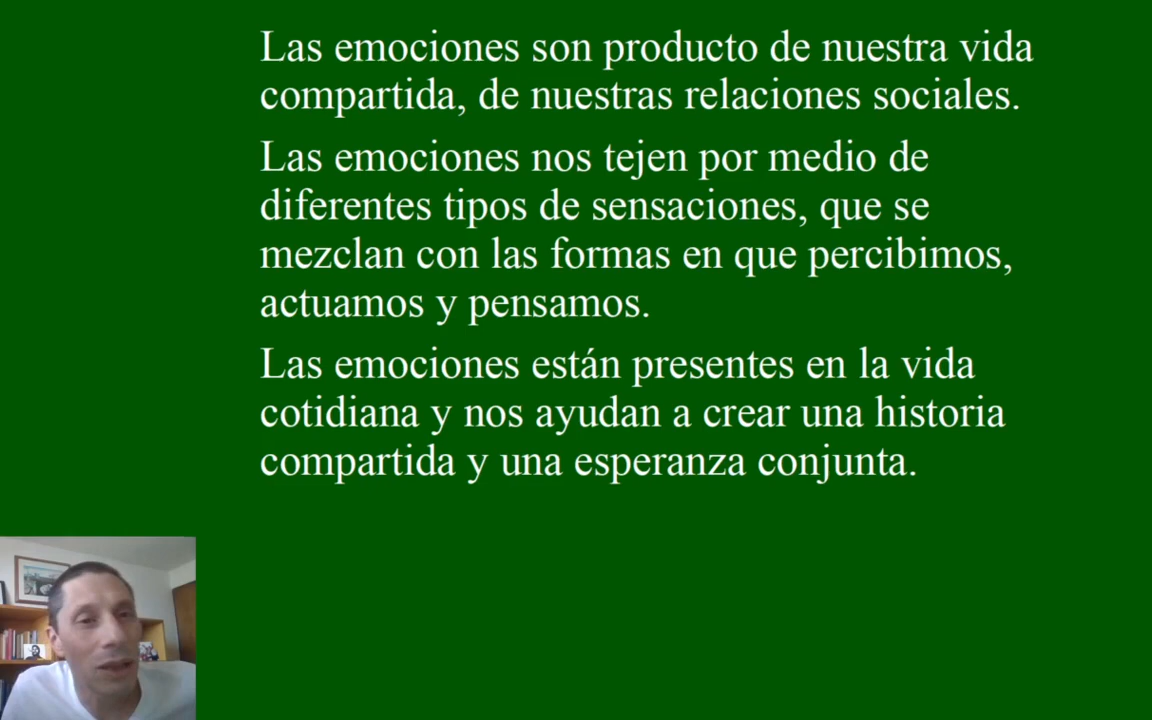 Las emociones son producto de nuestra vida
compartida, de nuestras relaciones sociales.
Las emociones nos tejen por medio de
diferentes tipos de sensaciones, que se
mezclan con las formas en que percibimos,
actuamos y pensamos.
Las emociones están presentes en la vida
cotidiana y nos ayudan a crear una historia
compartida y una esperanza conjunta.